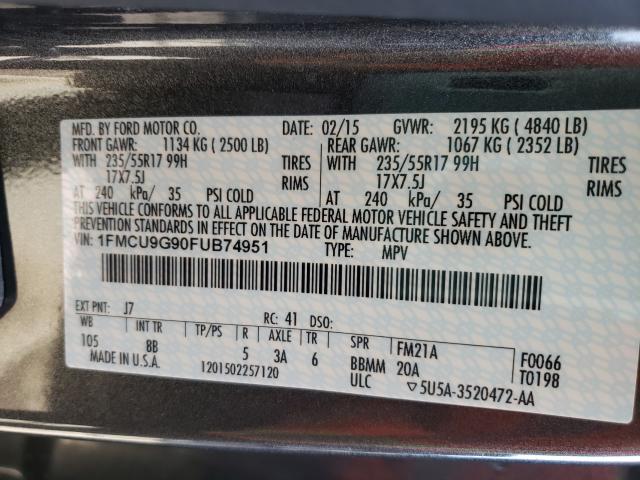 MFD. BY FORD MOTOR CO. DATE: 02/15 GVWR: 2195 KG ( 4840 LB)
FRONT GAWR: 1134 KG ( 2500 LB) REAR GAWR: 1067 KG ( 2352 LB)
WITH 235/55R17 99H TIRES WITH 235/55R17 99H TIRES
17X7.5J RIMS 17X7.5J RIMS
AT 240 kPa/ 35 PSI COLD AT 240 kPa/ 35 PSI COLD
THIS VEHICLE CONFORMS TO ALL APPLICABLE FEDERAL MOTOR VEHICLE SAFETY AND THEFT
PREVENTION STANDARDS IN EFFECT ON THE DATE OF MANUFACTURE SHOWN ABOVE.
VIN: 1FMCU9G90FUB74951 TYPE: MPV
EXT PNT: J7 RC: 41 DSO:
WB INT TR TP/PS R AXLE TR SPR FM21A F0066
105 8B 5 3A 6 BBMM 20A T0198
MADE IN U.S.A. 1201502257120 ULC ▽5U5A-3520472-AA